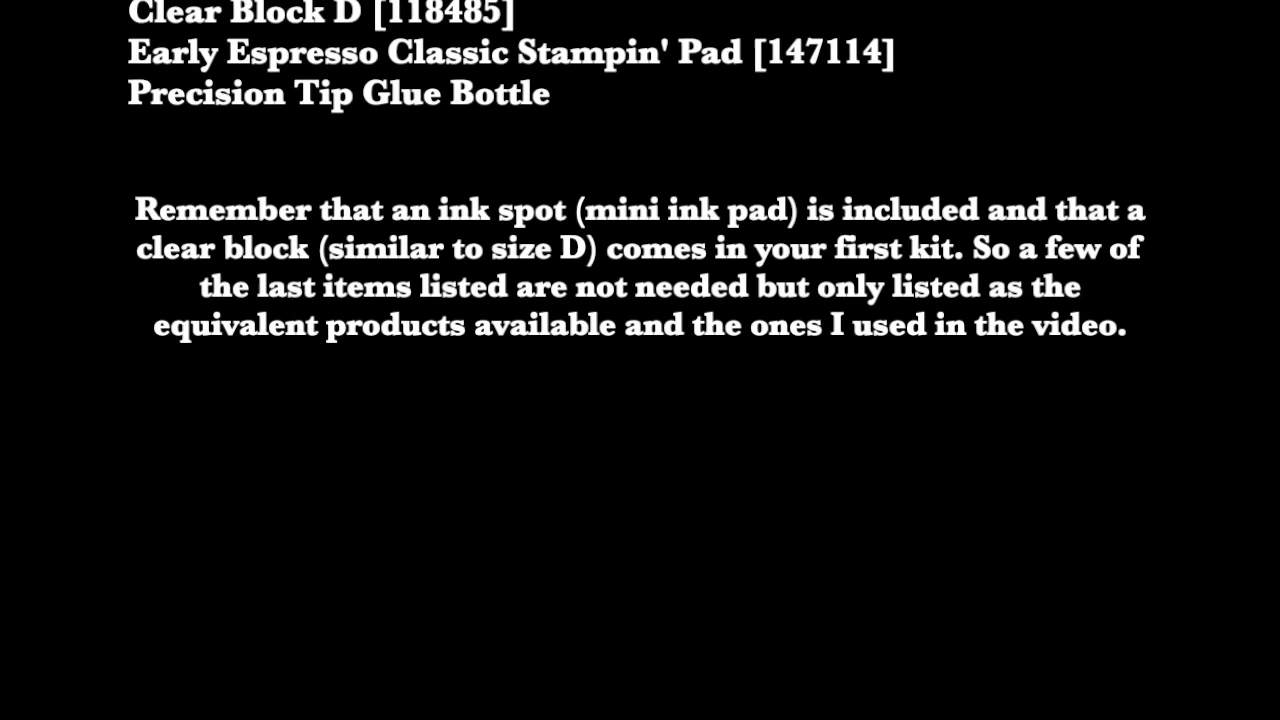 Clear Block D [118485]
Early Espresso Classic Stampin' Pad [147114]
Precision Tip Glue Bottle
Remember that an ink spot (mini ink pad) is included and that a
clear block (similar to size D) comes in your first kit. So a few of
the last items listed are not needed but only listed as the
equivalent products available and the ones I used in the video.